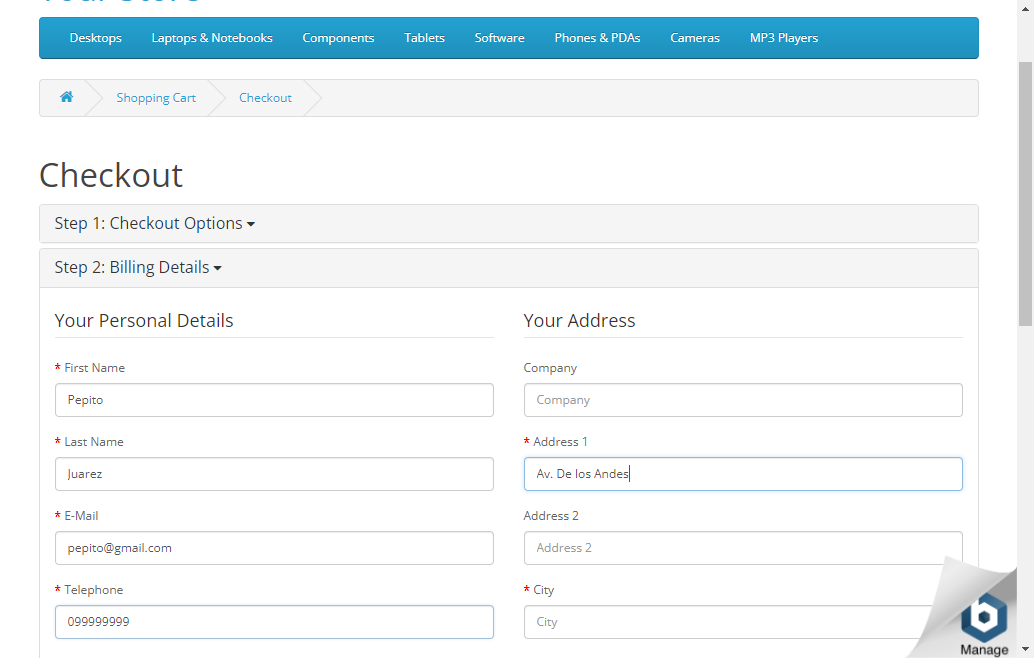 Your Store
Desktops Laptops & Notebooks Components Tablets Software Phones & PDAs Cameras MP3 Players
Shopping Cart Checkout
Checkout
Step 1: Checkout Options
Step 2: Billing Details
Your Personal Details
* First Name
Pepito
* Last Name
Juarez
* E-Mail
pepito@gmail.com
* Telephone
099999999
Your Address
Company
Company
* Address 1
Av. De los Andes
Address 2
Address 2
* City
City
b
Manage